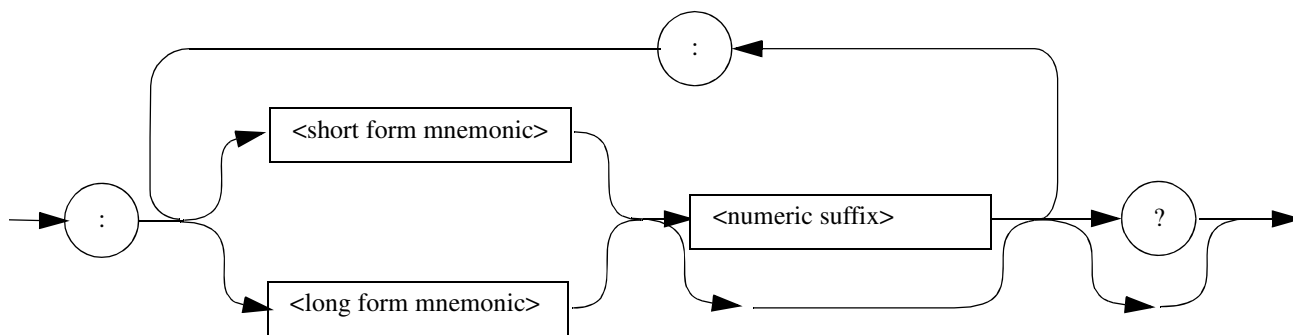 :
<short form mnemonic>
:
<numeric suffix>
?
<long form mnemonic>